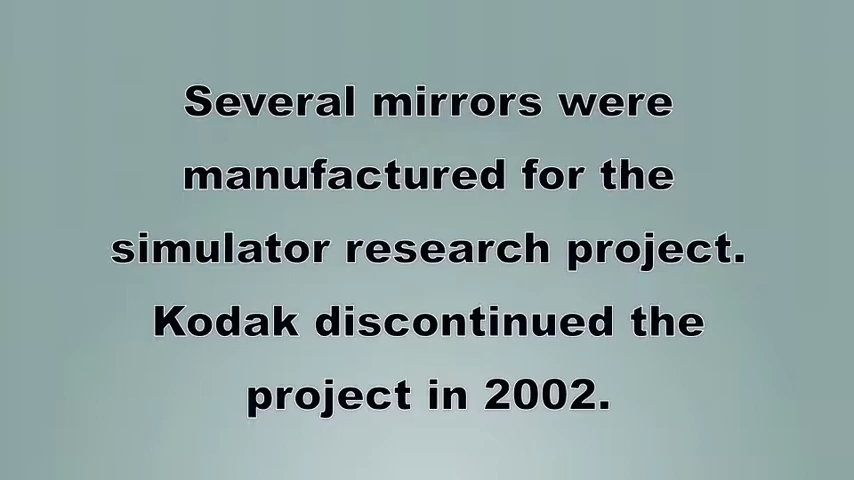 Several mirrors were
manufactured for the
simulator research project.
Kodak discontinued the
project in 2002.